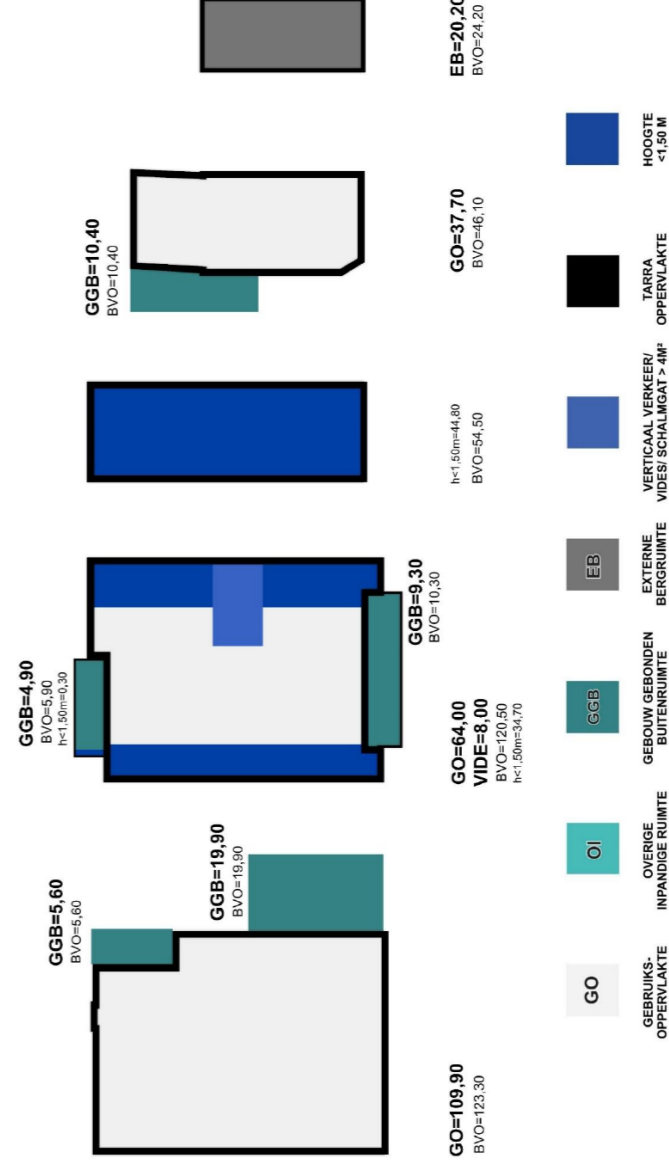 GGB=5,60
BVO=5,60
GGB=19,90
BVO=19,90
GO=109,90
BVO=123,30
GGB=4,90
BVO=5,90
h<1,50m=0,30
GGB=9,30
BVO=10,30
GO=64,00
VIDE=8,00
BVO=120,50
h<1,50m=34,70
h<1,50m=44,80
BVO=54,50
GGB=10,40
BVO=10,40
GO=37,70
BVO=46,10
EB=20,20
BVO=24,20
GO
GEBRUIKS-
OPPERVLAKTE
OI
OVERIGE
INPANDIGE RUIMTE
GGB
GEBOUW GEBONDEN
BUITENRUIMTE
EB
EXTERNE
BERGRUIMTE
VERTICAAL VERKEER/
VIDES/ SCHALMGAT > 4M²
TARRA
OPPERVLAKTE
HOOGTE
<1,50 M